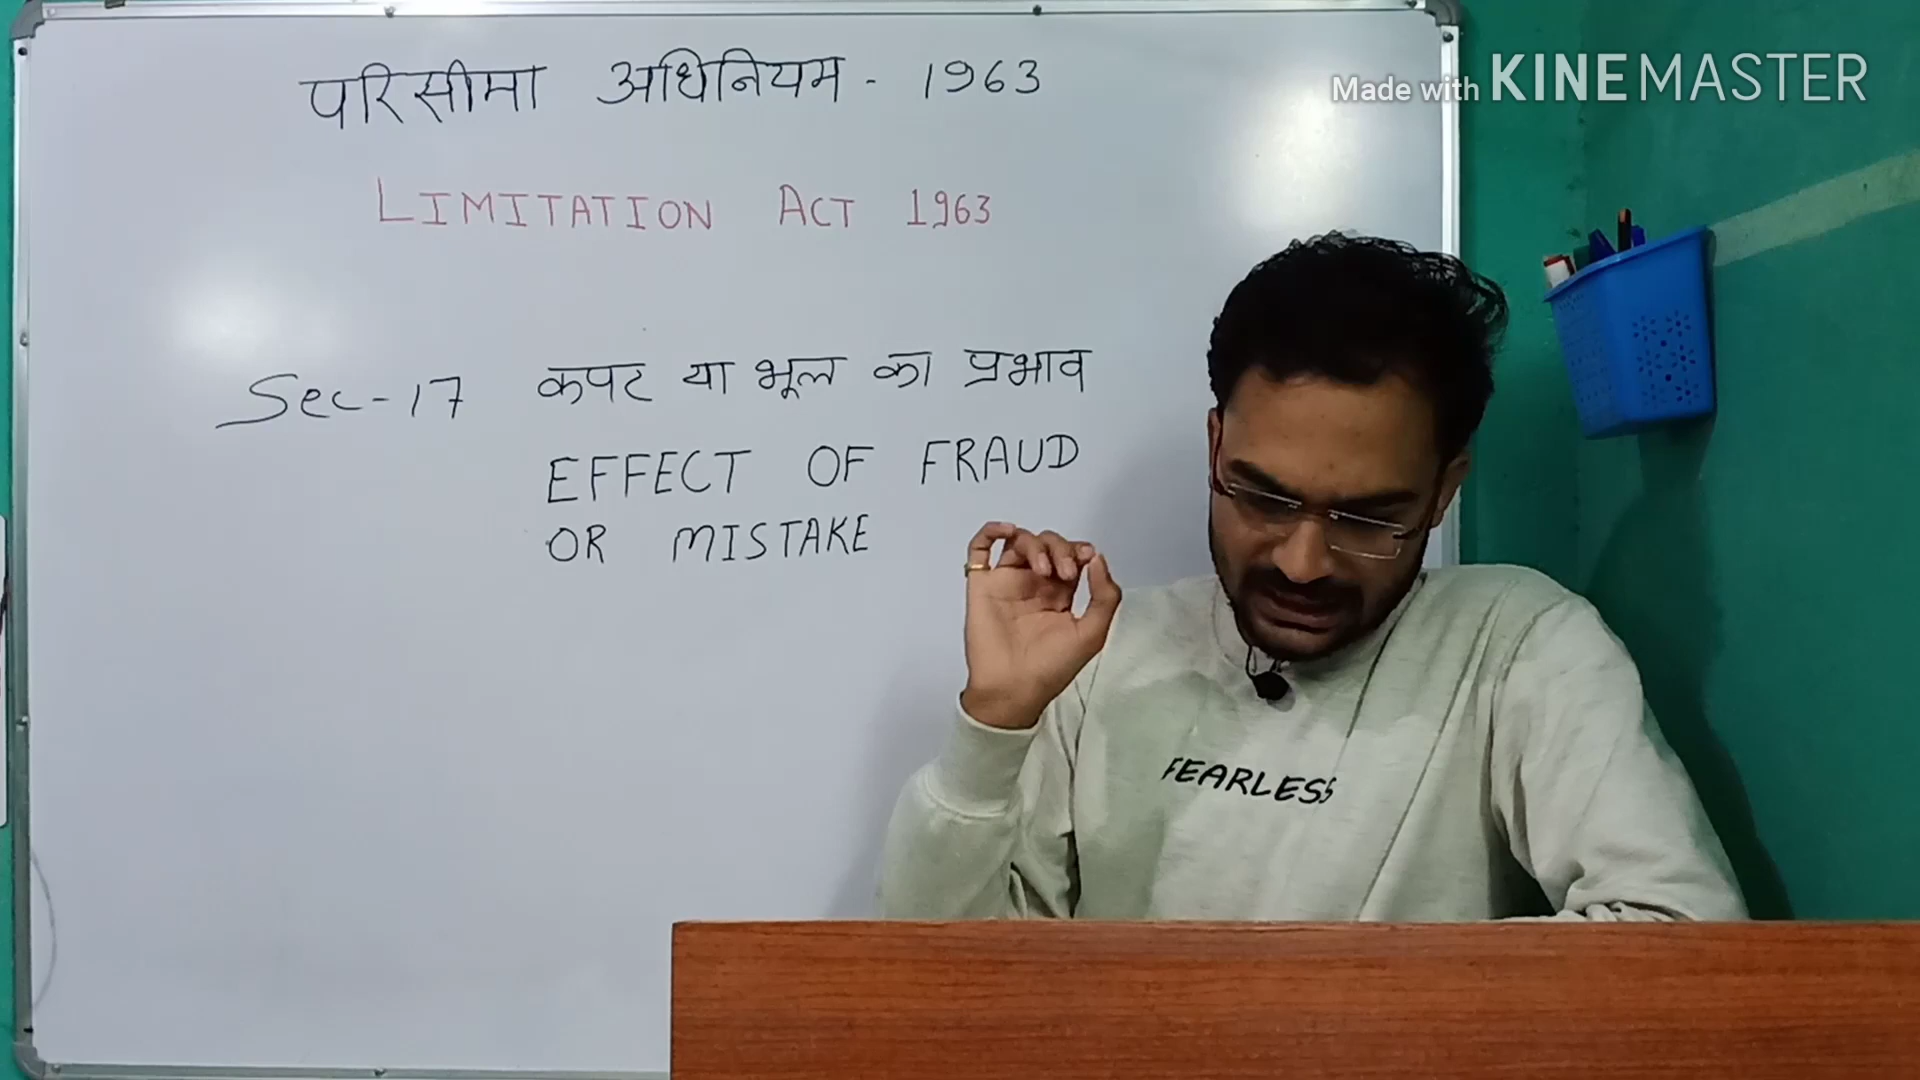 परिसीमा अधिनियम - 1963
Made with KINEMASTER
LIMITATION ACT 1963
Sec-17 कपट या भूल का प्रभाव
EFFECT OF FRAUD
OR MISTAKE
FEARLESS